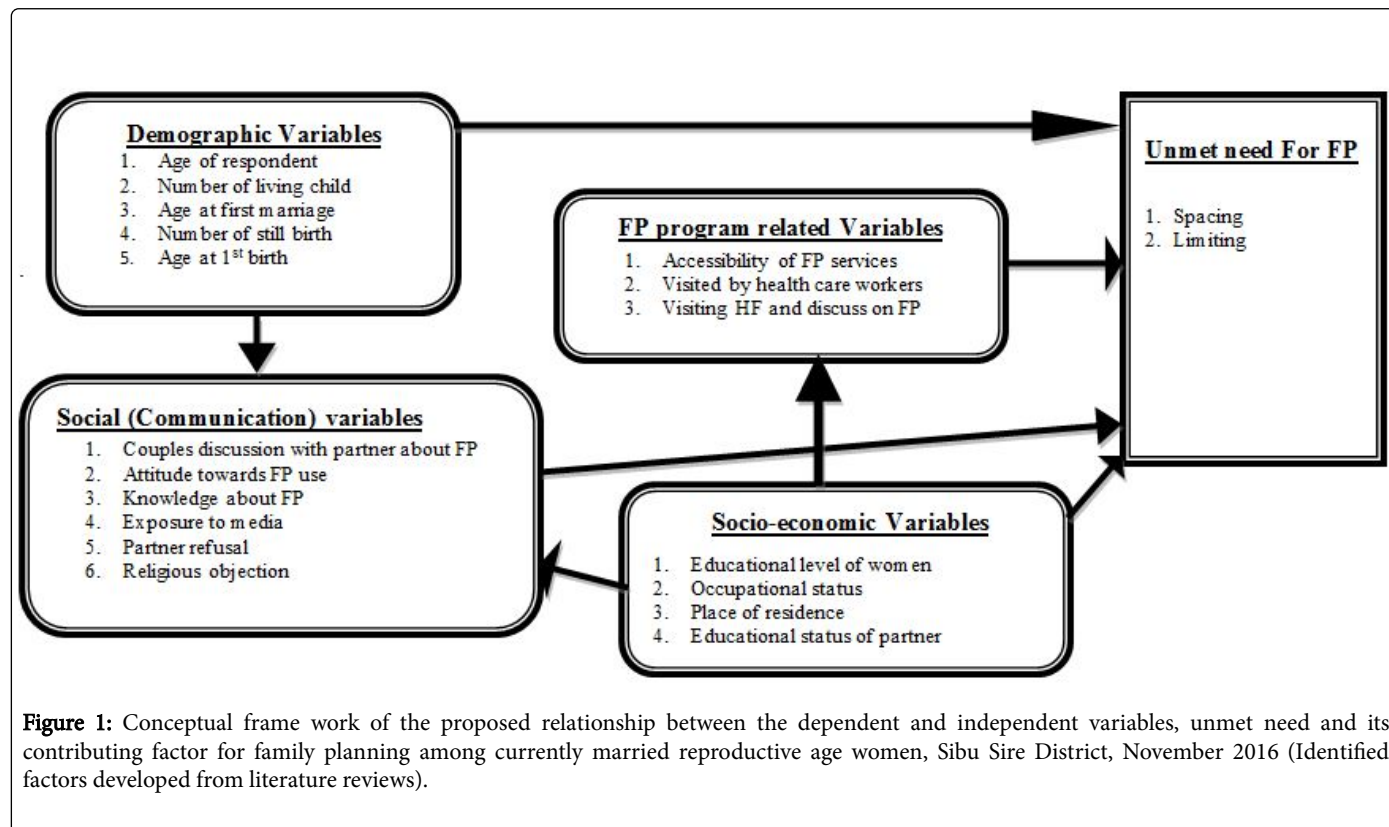 Demographic Variables
1. Age of respondent
2. Number of living child
3. Age at first marriage
4. Number of still birth
5. Age at 1st birth
Unmet need For FP
1. Spacing
2. Limiting
FP program related Variables
1. Accessibility of FP services
2. Visited by health care workers
3. Visiting HF and discuss on FP
Social (Communication) variables
1. Couples discussion with partner about FP
2. Attitude towards FP use
3. Knowledge about FP
4. Exposure to media
5. Partner refusal
6. Religious objection
Socio-economic Variables
1. Educational level of women
2. Occupational status
3. Place of residence
4. Educational status of partner
Figure 1: Conceptual frame work of the proposed relationship between the dependent and independent variables, unmet need and its
contributing factor for family planning among currently married reproductive age women, Sibu Sire District, November 2016 (Identified
factors developed from literature reviews).